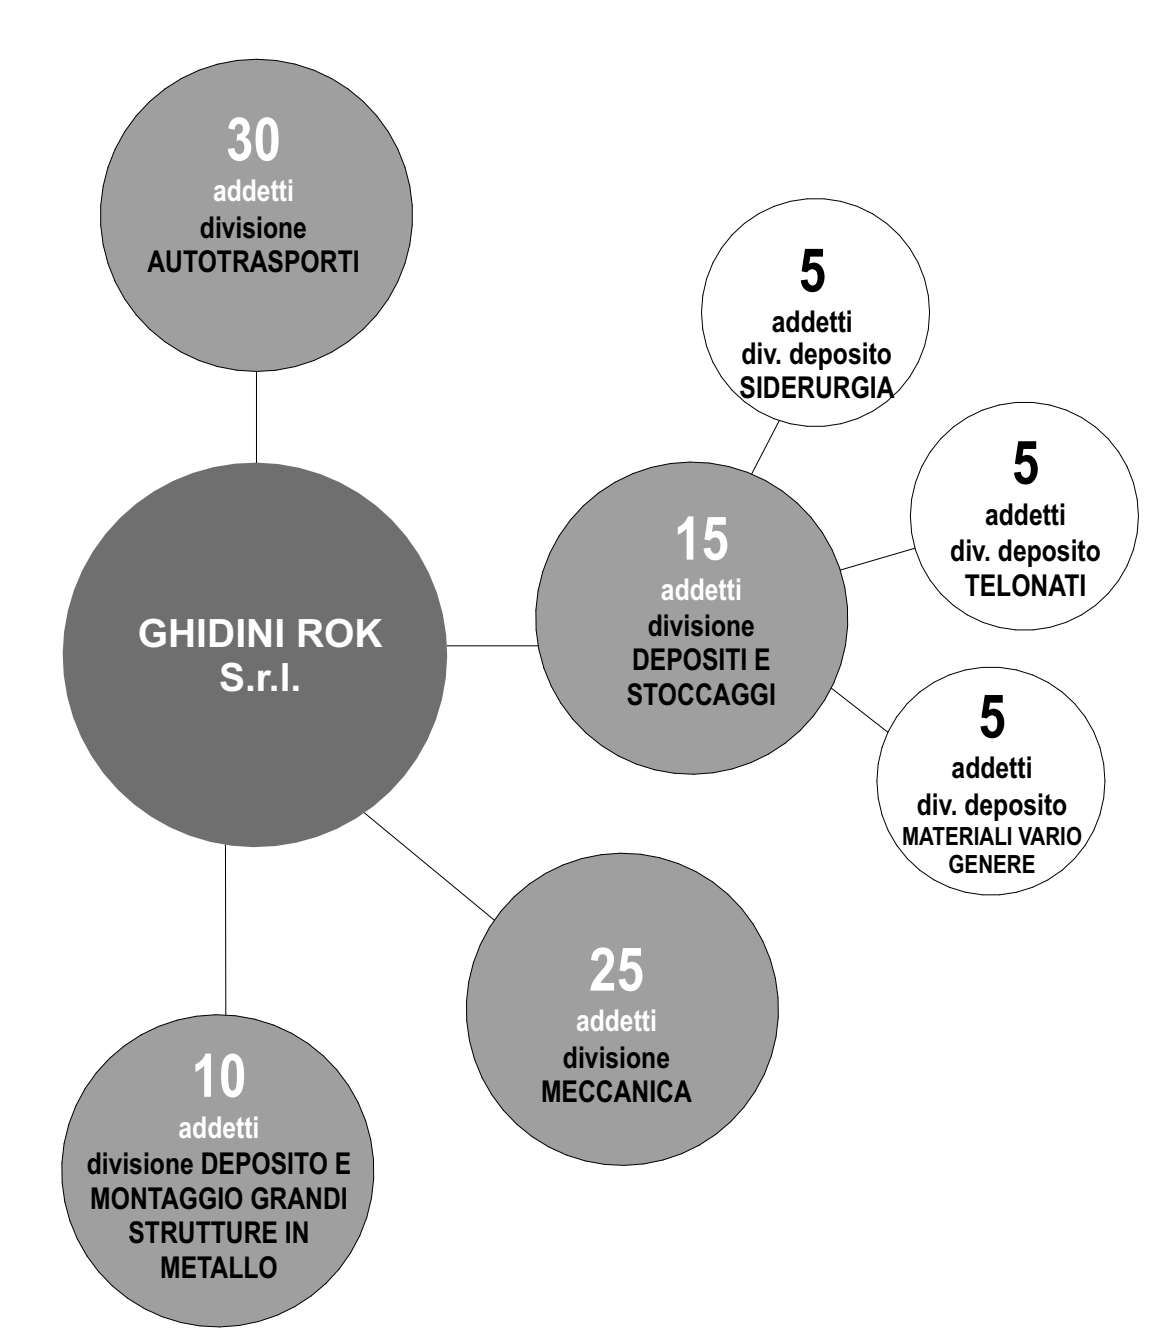 30
addetti
divisione
AUTOTRASPORTI
5
addetti
div. deposito
SIDERURGIA
5
addetti
div. deposito
TELONATI
15
addetti
divisione
DEPOSITI E
STOCCAGGI
GHIDINI ROK
S.r.l.
5
addetti
div. deposito
MATERIALI VARIO
GENERE
25
addetti
divisione
MECCANICA
10
addetti
divisione DEPOSITO E
MONTAGGIO GRANDI
STRUTTURE IN
METALLO